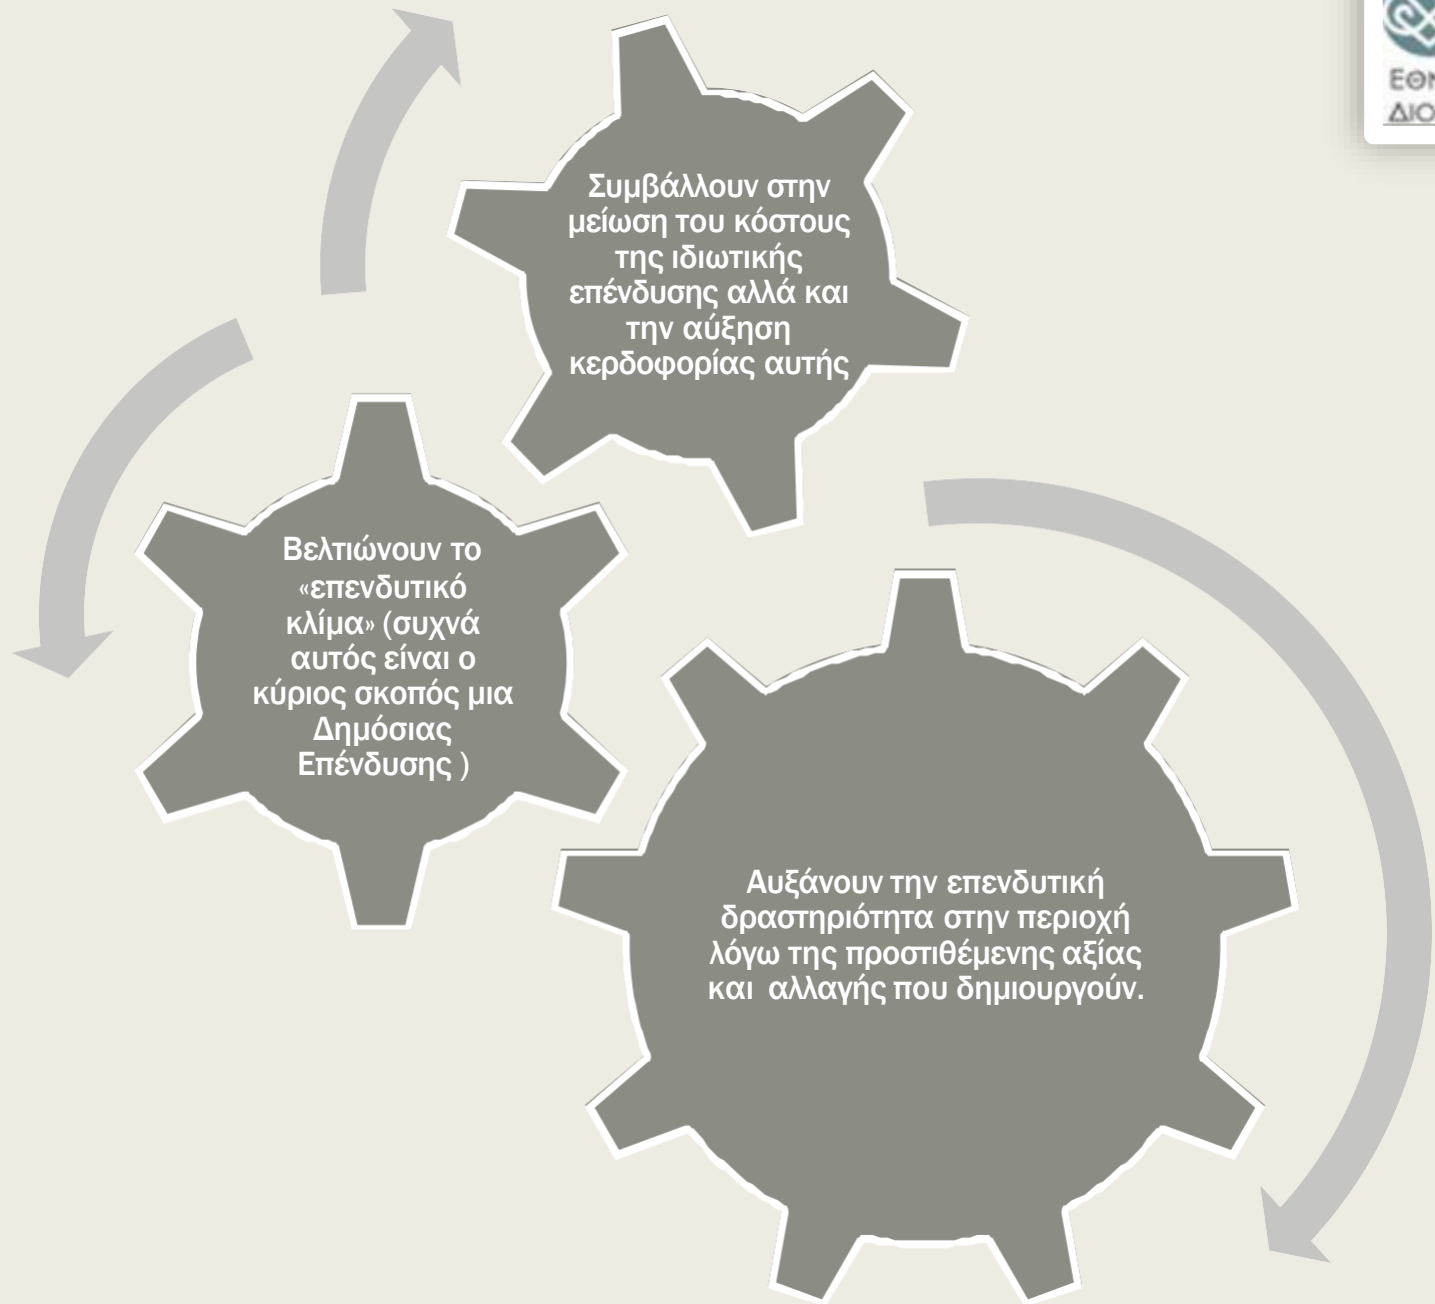 ΕΘΝ
ΔΙΟ
Συμβάλλουν στην
μείωση του κόστους
της ιδιωτικής
επένδυσης αλλά και
την αύξηση
κερδοφορίας αυτής
Βελτιώνουν το
«επενδυτικό
κλίμα» (συχνά
αυτός είναι ο
κύριος σκοπός μια
Δημόσιας
Επένδυσης )
Αυξάνουν την επενδυτική
δραστηριότητα στην περιοχή
λόγω της προστιθέμενης αξίας
και  αλλαγής που δημιουργούν.